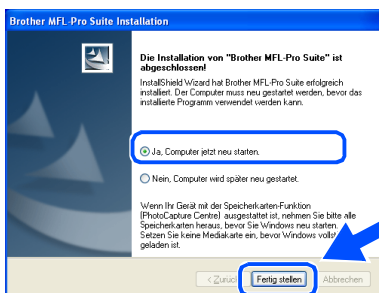 Brother MFL-Pro Suite Installation
Die Installation von "Brother MFL-Pro Suite" ist
abgeschlossen!
InstallShield Wizard hat Brother MFL-Pro Suite erfolgreich
installiert. Der Computer muss neu gestartet werden, bevor das
installierte Programm verwendet werden kann.
Ja, Computer jetzt neu starten.
Nein, Computer wird später neu gestartet.
Wenn Ihr Gerät mit der Speicherkarten-Funktion
(PhotoCapture Centre) ausgestattet ist, nehmen Sie bitte alle
Speicherkarten heraus, bevor Sie Windows neu starten.
Setzen Sie keine Mediakarte ein, bevor Windows
geladen ist.
Fertig stellen Abbrechen